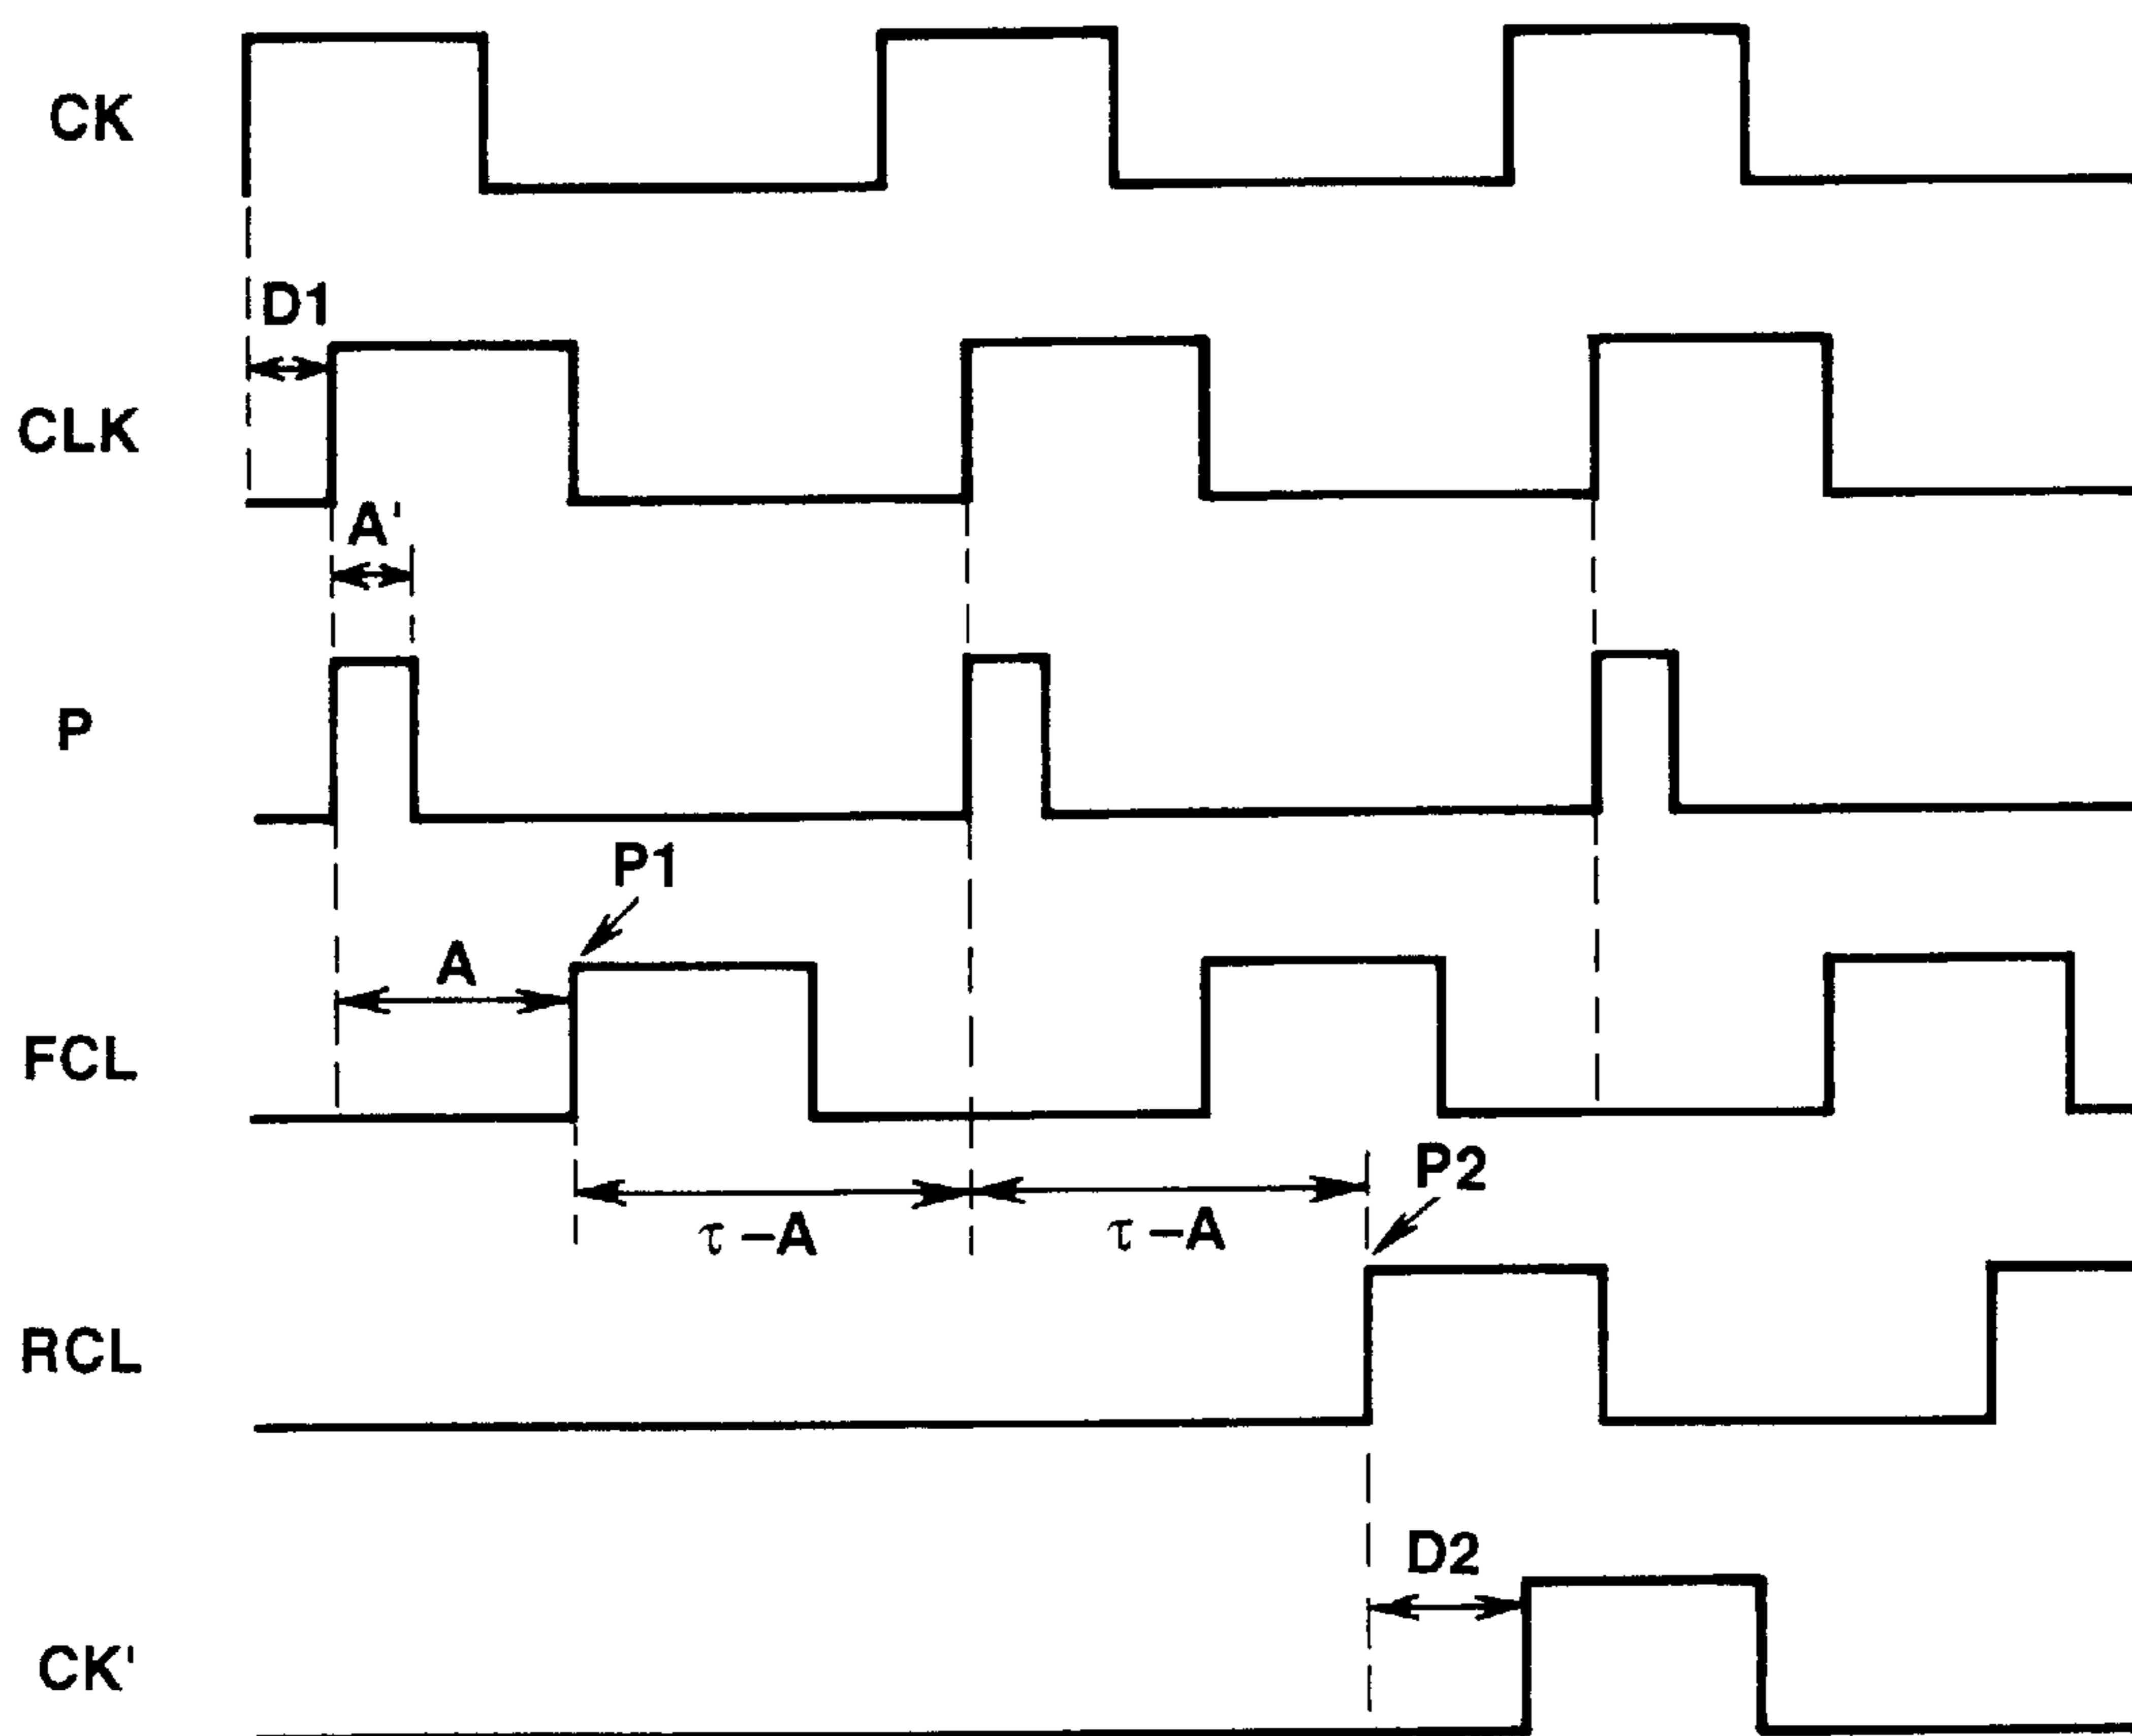 CK
D1
CLK
A'
P
P1
A
FCL
P2
τ –A
τ –A
RCL
D2
CK'